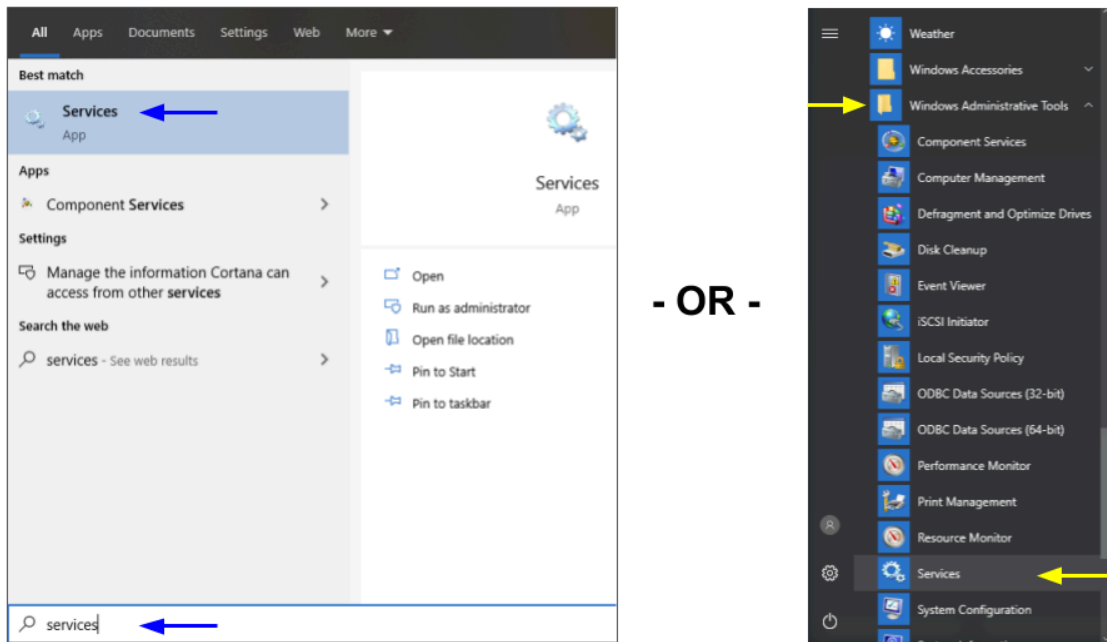 All Apps Documents Settings Web More
Best match
Services
App
Apps
Component Services
Settings
Manage the information Cortana can
access from other services
Search the web
services - See web results
services
Services
App
Open
Run as administrator
Open file location
Pin to Start
Pin to taskbar
- OR -
Weather
Windows Accessories
Windows Administrative Tools
Component Services
Computer Management
Defragment and Optimize Drives
Disk Cleanup
Event Viewer
iSCSI Initiator
Local Security Policy
ODBC Data Sources (32-bit)
ODBC Data Sources (64-bit)
Performance Monitor
Print Management
Resource Monitor
Services
System Configuration